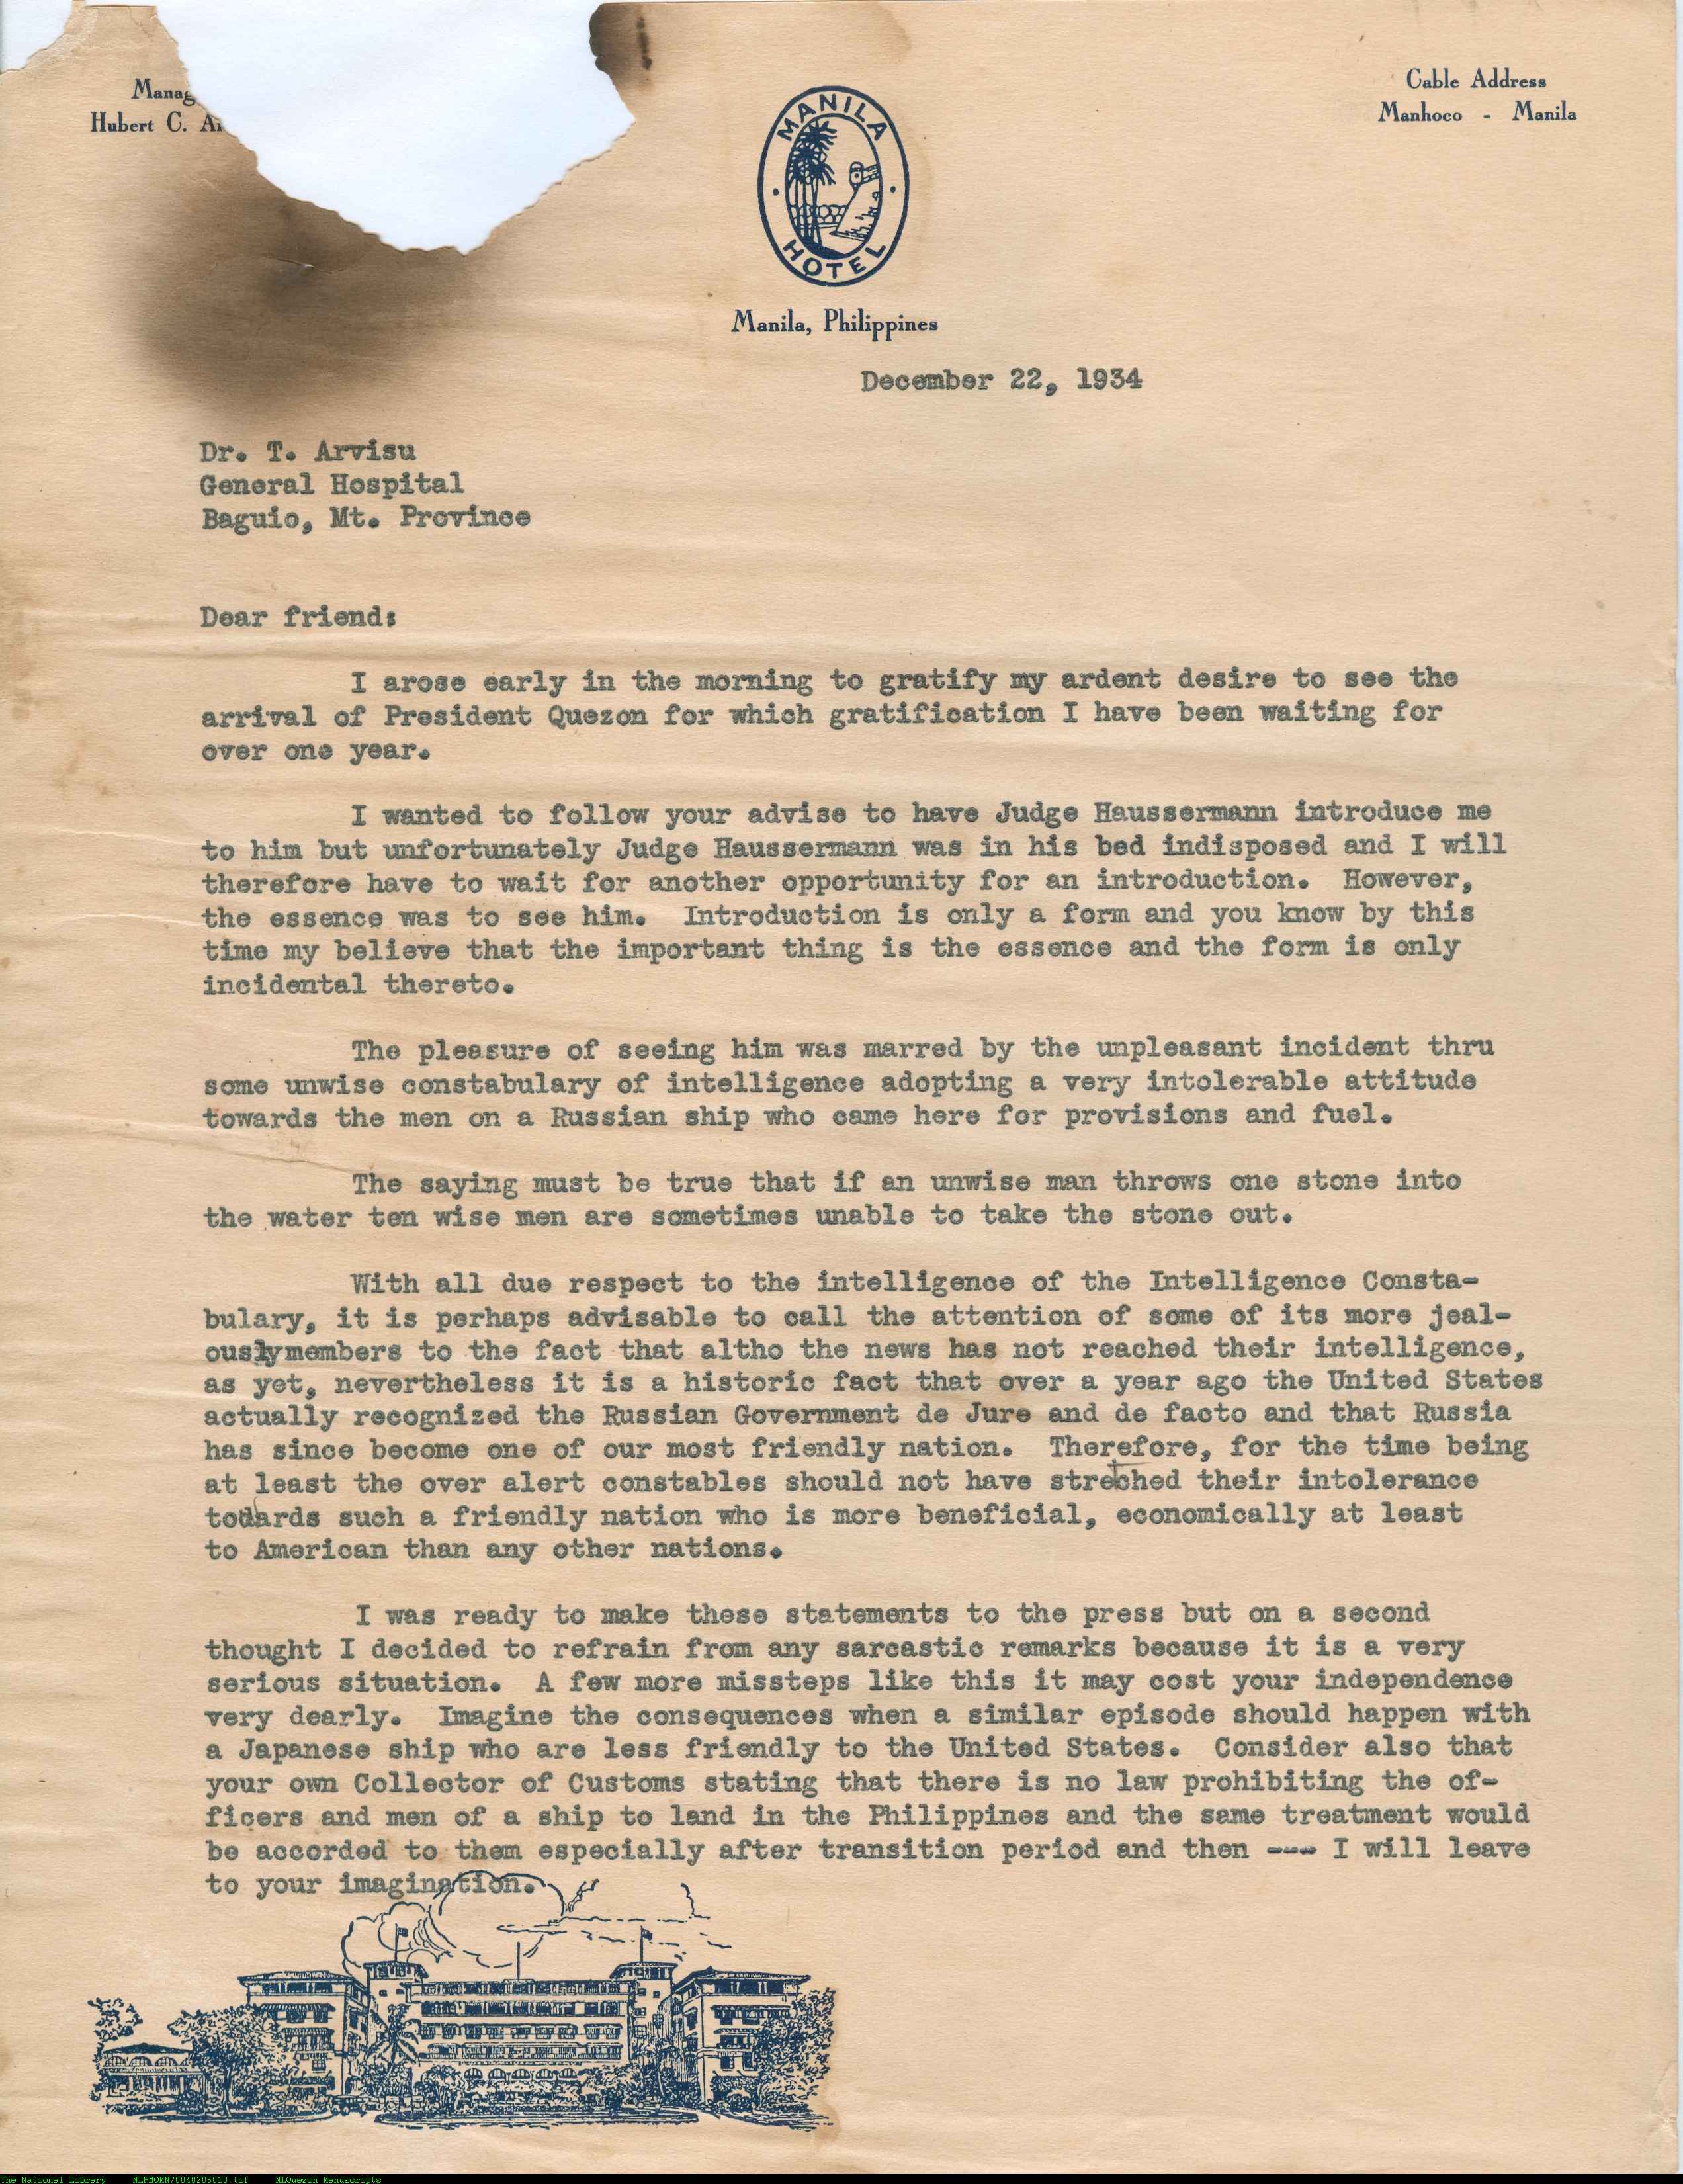 Hubert C.
Cable Address
Manhoco - Manila
MANILA
HOTEL
Manila, Philippines
December 22, 1934
Dr. T. Arvisu
General Hospital
Baguio, Mt. Province
Dear friend:
I arose early in the morning to gratify my ardent desire to see the
arrival of President Quezon for which gratification I have been waiting for
over one year.
I wanted to follow your advise to have Judge Haussermann introduce me
to him but unfortunately Judge Haussermann was in his bed indisposed and I will
therefore have to wait for another opportunity for an introduction. However,
the essence was to see him. Introduction is only a form and you know by this
time my believe that the important thing is the essence and the form is only
incidental thereto.
The pleasure of seeing him was marred by the unpleasant incident thru
some unwise constabulary of intelligence adopting a very intolerable attitude
towards the men on a Russian ship who came here for provisions and fuel.
The saying must be true that if an unwise man throws one stone into
the water ten wise men are sometimes unable to take the stone out.
With all due respect to the intelligence of the Intelligence Consta-
bulary, it is perhaps advisable to call the attention of some of its more jeal-
ously members to the fact that altho the news has not reached their intelligence,
as yet, nevertheless it is a historic fact that over a year ago the United States
actually recognized the Russian Government de Jure and de facto and that Russia
has since become one of our most friendly nation. Therefore, for the time being
at least the over alert constables should not have stretched their intolerance
towards such a friendly nation who is more beneficial, economically at least
to American than any other nations.
I was ready to make these statements to the press but on a second
thought I decided to refrain from any sarcastic remarks because it is a very
serious situation. A few more missteps like this it may cost your independence
very dearly. Imagine the consequences when a similar episode should happen with
a Japanese ship who are less friendly to the United States. Consider also that
your own Collector of Customs stating that there is no law prohibiting the of-
ficers and men of a ship to land in the Philippines and the same treatment would
be accorded to them especially after transition period and then --- I will leave
to your imagination.
The National Library NLPMQMN70040205010.tif MLQuezon Manuscripts